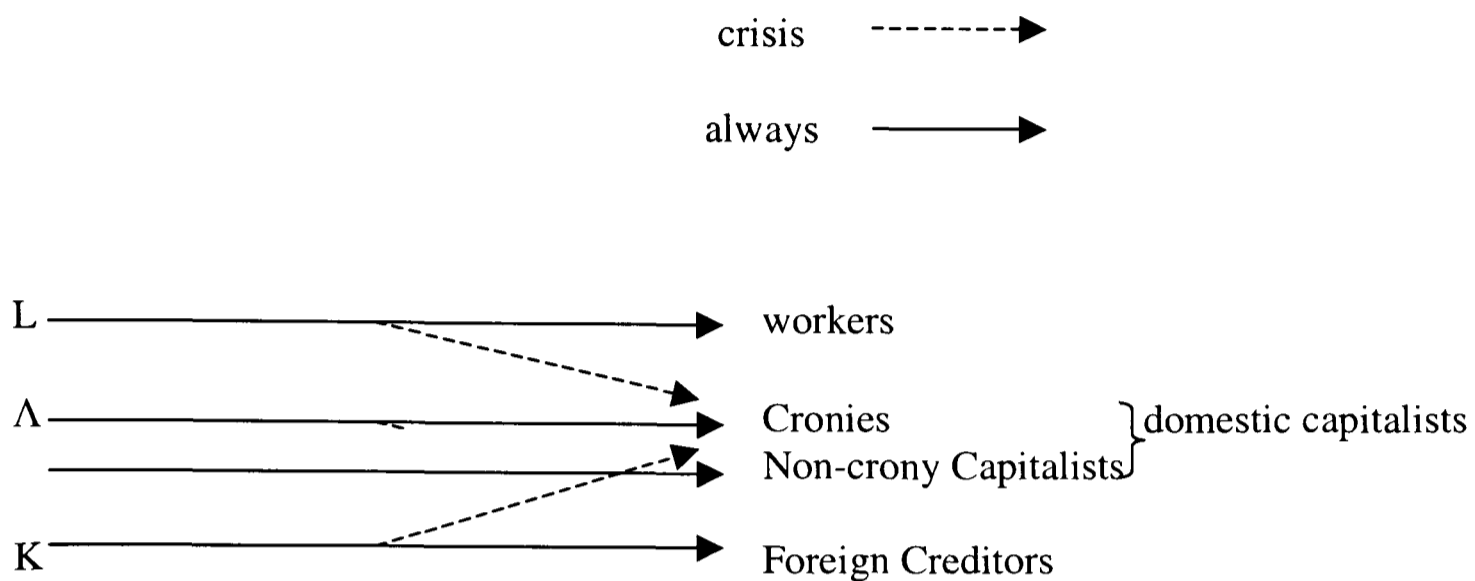 crisis
always
L workers
Λ Cronies domestic capitalists
Non-crony Capitalists
K Foreign Creditors